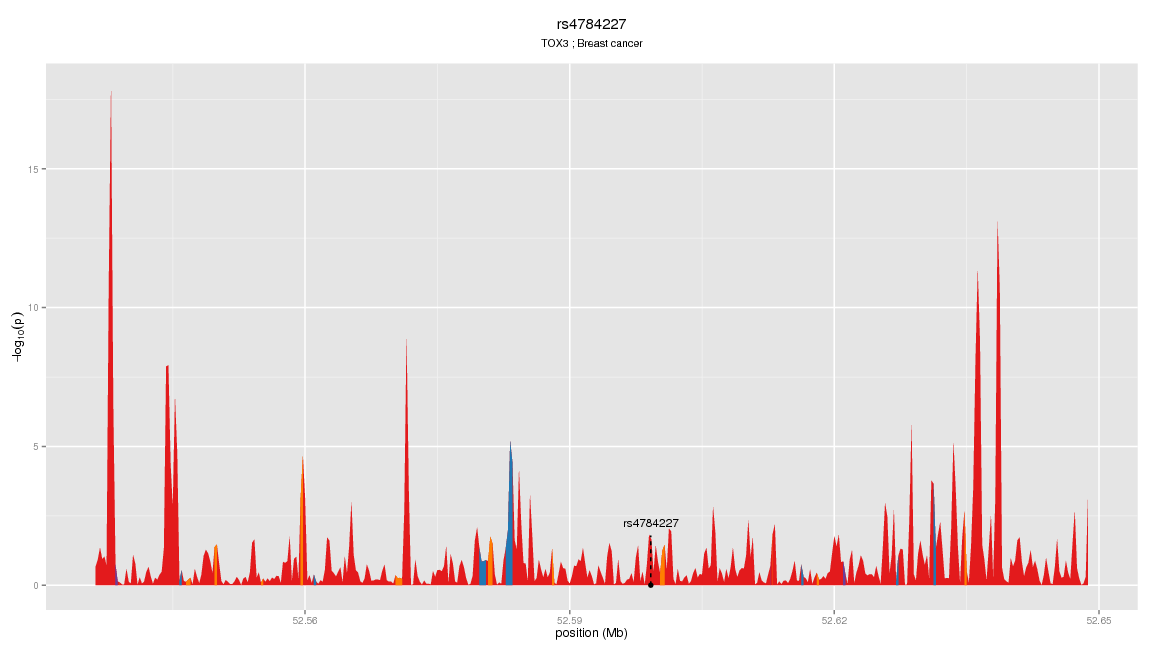 rs4784227
TOX3 ; Breast cancer
−log10(p)
15
10
5
0
rs4784227
52.56
52.59
52.62
52.65
position (Mb)